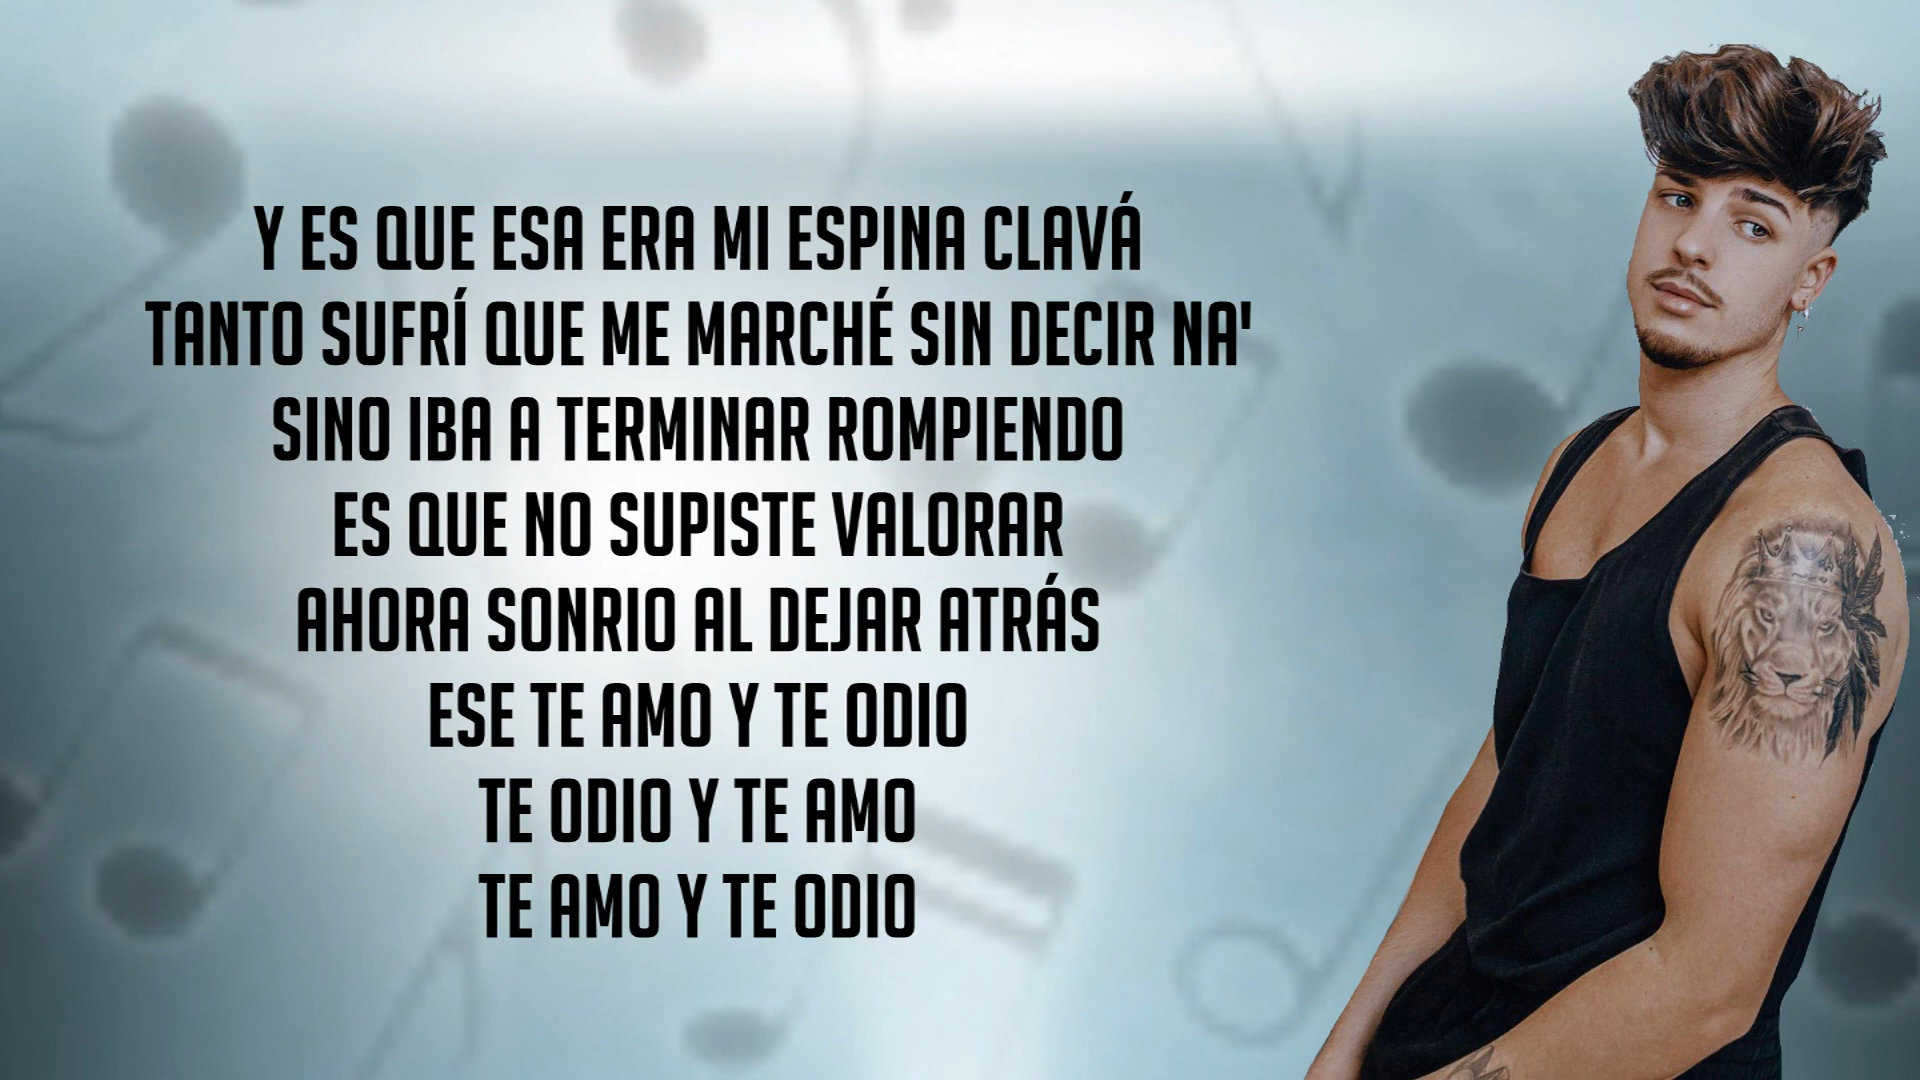 Y ES QUE ESA ERA MI ESPINA CLAVÁ
TANTO SUFRÍ QUE ME MARCHÉ SIN DECIR NA'
SINO IBA A TERMINAR ROMPIENDO
ES QUE NO SUPISTE VALORAR
AHORA SONRIO AL DEJAR ATRÁS
ESE TE AMO Y TE ODIO
TE ODIO Y TE AMO
TE AMO Y TE ODIO